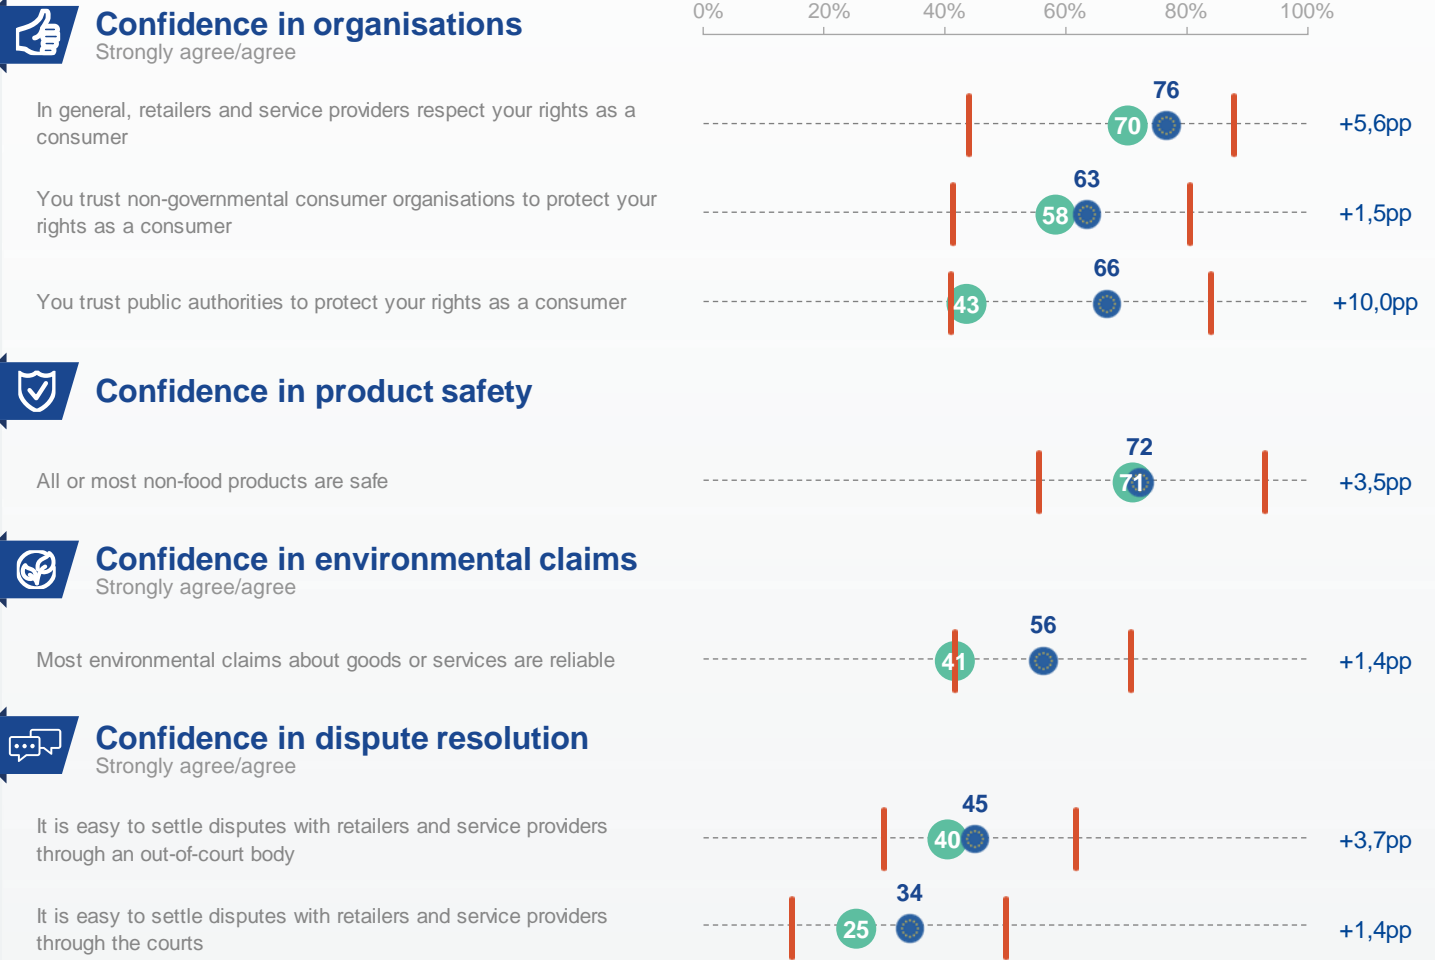 0% 20% 40% 60% 80% 100%
Confidence in organisations
Strongly agree/agree
In general, retailers and service providers respect your rights as a
consumer
70
76
+5,6pp
You trust non-governmental consumer organisations to protect your
rights as a consumer
58
63
+1,5pp
You trust public authorities to protect your rights as a consumer
43
66
+10,0pp
Confidence in product safety
All or most non-food products are safe
71
72
+3,5pp
Confidence in environmental claims
Strongly agree/agree
Most environmental claims about goods or services are reliable
41
56
+1,4pp
Confidence in dispute resolution
Strongly agree/agree
It is easy to settle disputes with retailers and service providers
through an out-of-court body
40
45
+3,7pp
It is easy to settle disputes with retailers and service providers
through the courts
25
34
+1,4pp